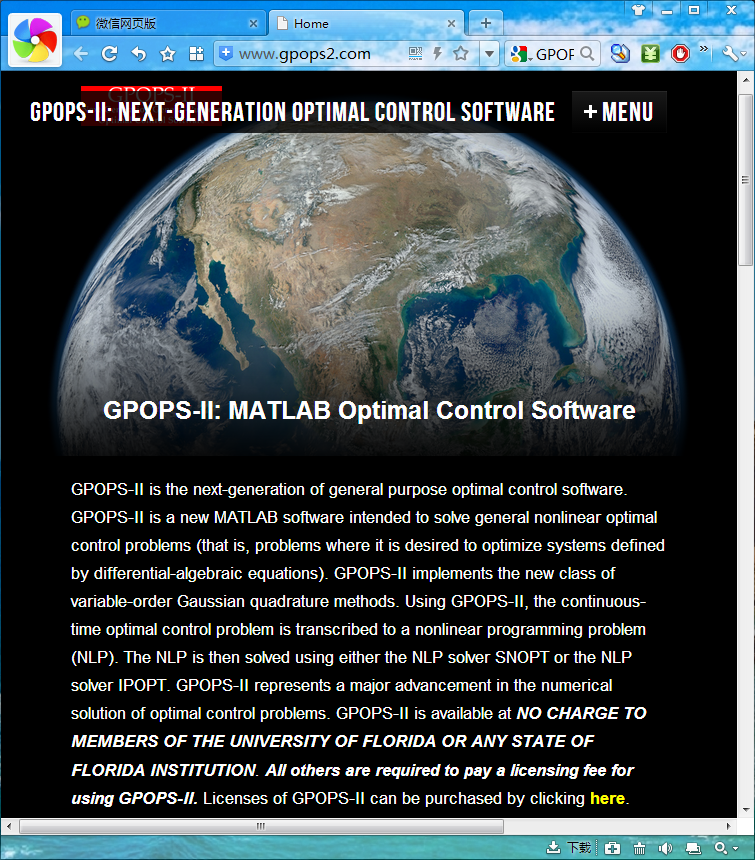 微信网页版
Home
www.gpops2.com
GPOF
GPOPS-II
GPOPS-II: NEXT-GENERATION OPTIMAL CONTROL SOFTWARE
+ MENU
GPOPS-II: MATLAB Optimal Control Software
GPOPS-II is the next-generation of general purpose optimal control software.
GPOPS-II is a new MATLAB software intended to solve general nonlinear optimal
control problems (that is, problems where it is desired to optimize systems defined
by differential-algebraic equations). GPOPS-II implements the new class of
variable-order Gaussian quadrature methods. Using GPOPS-II, the continuous-
time optimal control problem is transcribed to a nonlinear programming problem
(NLP). The NLP is then solved using either the NLP solver SNOPT or the NLP
solver IPOPT. GPOPS-II represents a major advancement in the numerical
solution of optimal control problems. GPOPS-II is available at NO CHARGE TO
MEMBERS OF THE UNIVERSITY OF FLORIDA OR ANY STATE OF
FLORIDA INSTITUTION. All others are required to pay a licensing fee for
using GPOPS-II. Licenses of GPOPS-II can be purchased by clicking here.
下载